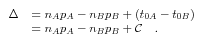 Δ = n_A p_A − n_B p_B + (t_{0A} − t_{0B})
= n_A p_A − n_B p_B + 𝒞 .